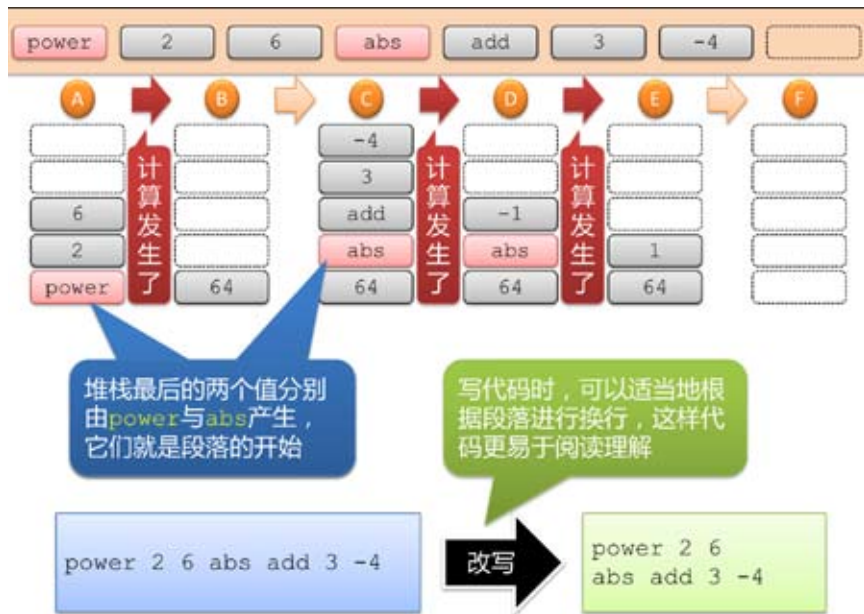 power 2 6 abs add 3 -4
A B C D E F
计算发生了
计算发生了
计算发生了
6
2
power
64
-4
3
add
abs
64
-1
abs
64
1
64
堆栈最后的两个值分别
由power与abs产生，
它们就是段落的开始
写代码时，可以适当地根
据段落进行换行，这样代
码更易于阅读理解
power 2 6 abs add 3 -4
改写
power 2 6
abs add 3 -4